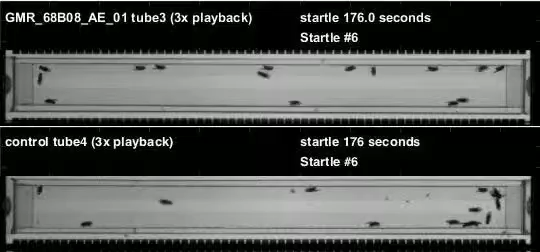 GMR_68B08_AE_01 tube3 (3x playback)
startle 176.0 seconds
Startle #6
control tube4 (3x playback)
startle 176 seconds
Startle #6